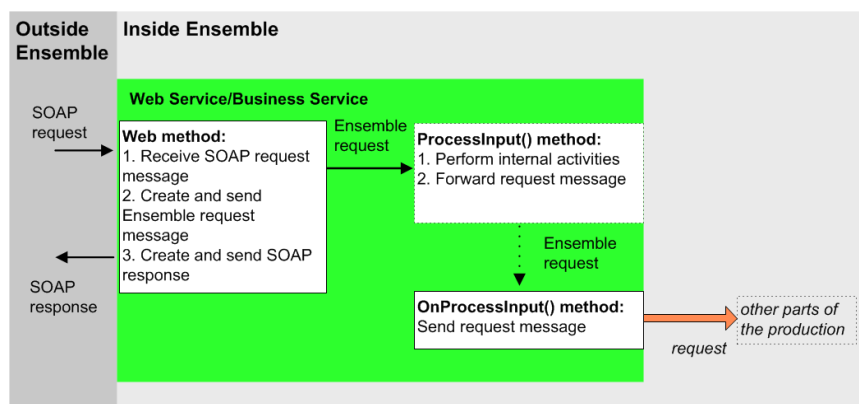 Outside
Ensemble
Inside Ensemble
Web Service/Business Service
SOAP
request
Web method:
1. Receive SOAP request
message
2. Create and send
Ensemble request
message
3. Create and send SOAP
response
SOAP
response
Ensemble
request
ProcessInput() method:
1. Perform internal activities
2. Forward request message
Ensemble
request
OnProcessInput() method:
Send request message
request
other parts of
the production